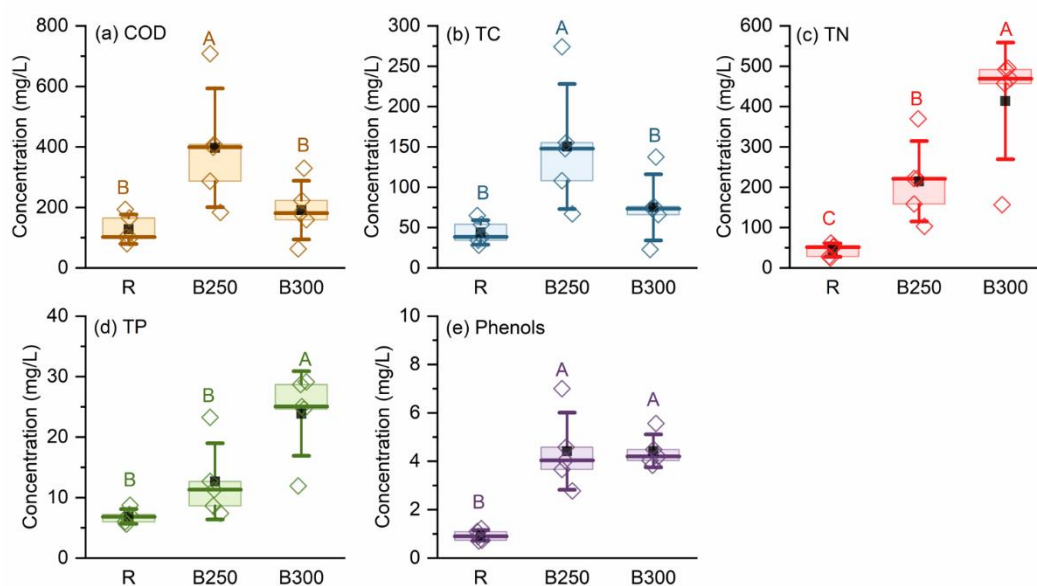 (a) COD
Concentration (mg/L)
800
600
400
200
0
B
A
B
R
B250
B300
(b) TC
Concentration (mg/L)
300
250
200
150
100
50
0
B
A
B
R
B250
B300
(c) TN
Concentration (mg/L)
600
500
400
300
200
100
0
C
B
A
R
B250
B300
(d) TP
Concentration (mg/L)
40
30
20
10
0
B
B
A
R
B250
B300
(e) Phenols
Concentration (mg/L)
10
8
6
4
2
0
B
A
A
R
B250
B300